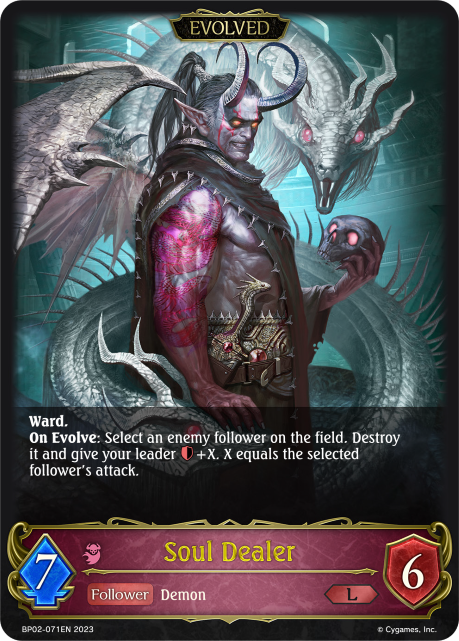 EVOLVED
Ward.
On Evolve: Select an enemy follower on the field. Destroy
it and give your leader +X. X equals the selected
follower's attack.
Soul Dealer
7
Follower Demon
L
6
BP02-071EN 2023
© Cygames, Inc.